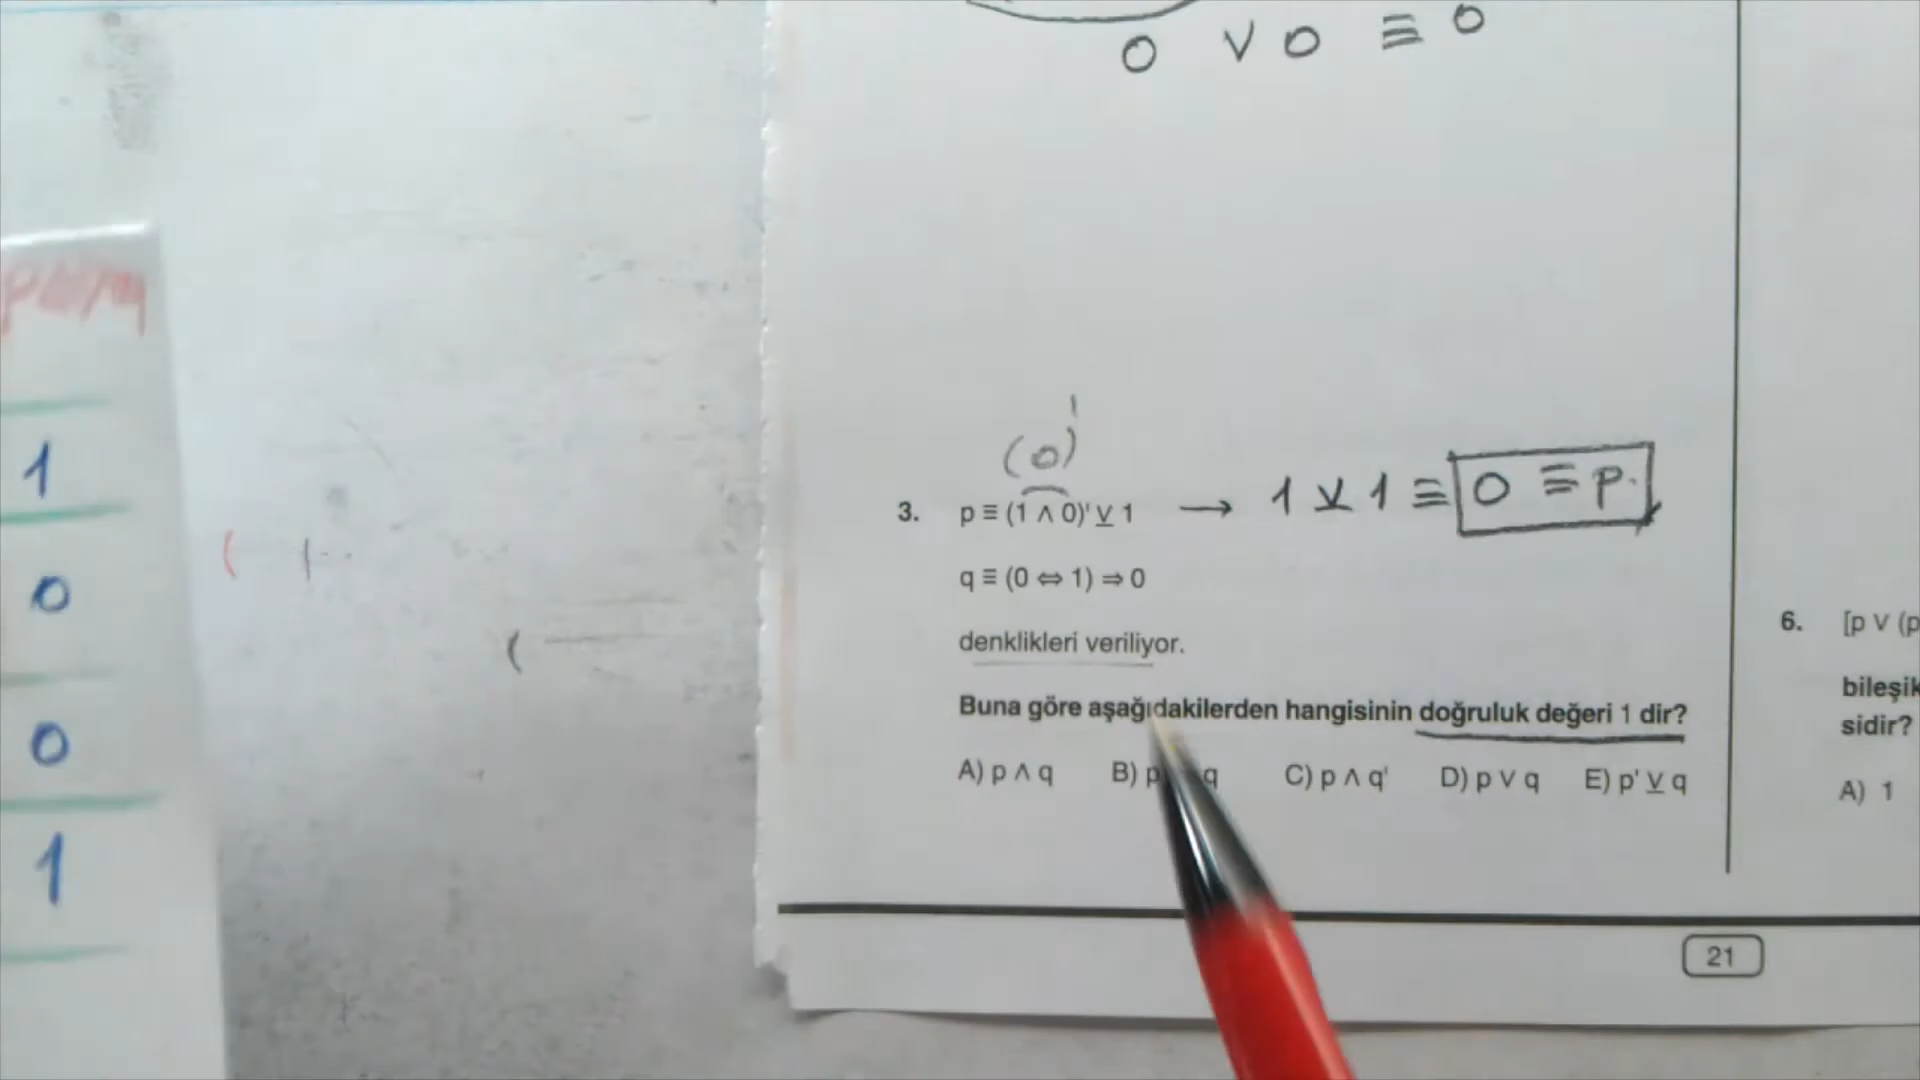 0 ∨ 0 ≡ 0
1
0
0
1
(0)'
3. p ≡ (1 ∧ 0)' ⊻ 1 → 1 ⊻ 1 ≡ 0 ≡ p
q ≡ (0 ⇔ 1) ⇒ 0
denklikleri veriliyor.
Buna göre aşağıdakilerden hangisinin doğruluk değeri 1 dir?
A) p ∧ q B) p q C) p ∧ q' D) p ∨ q E) p' ⊻ q
21
6. [p ∨ (p
bileşik
sidir?
A) 1